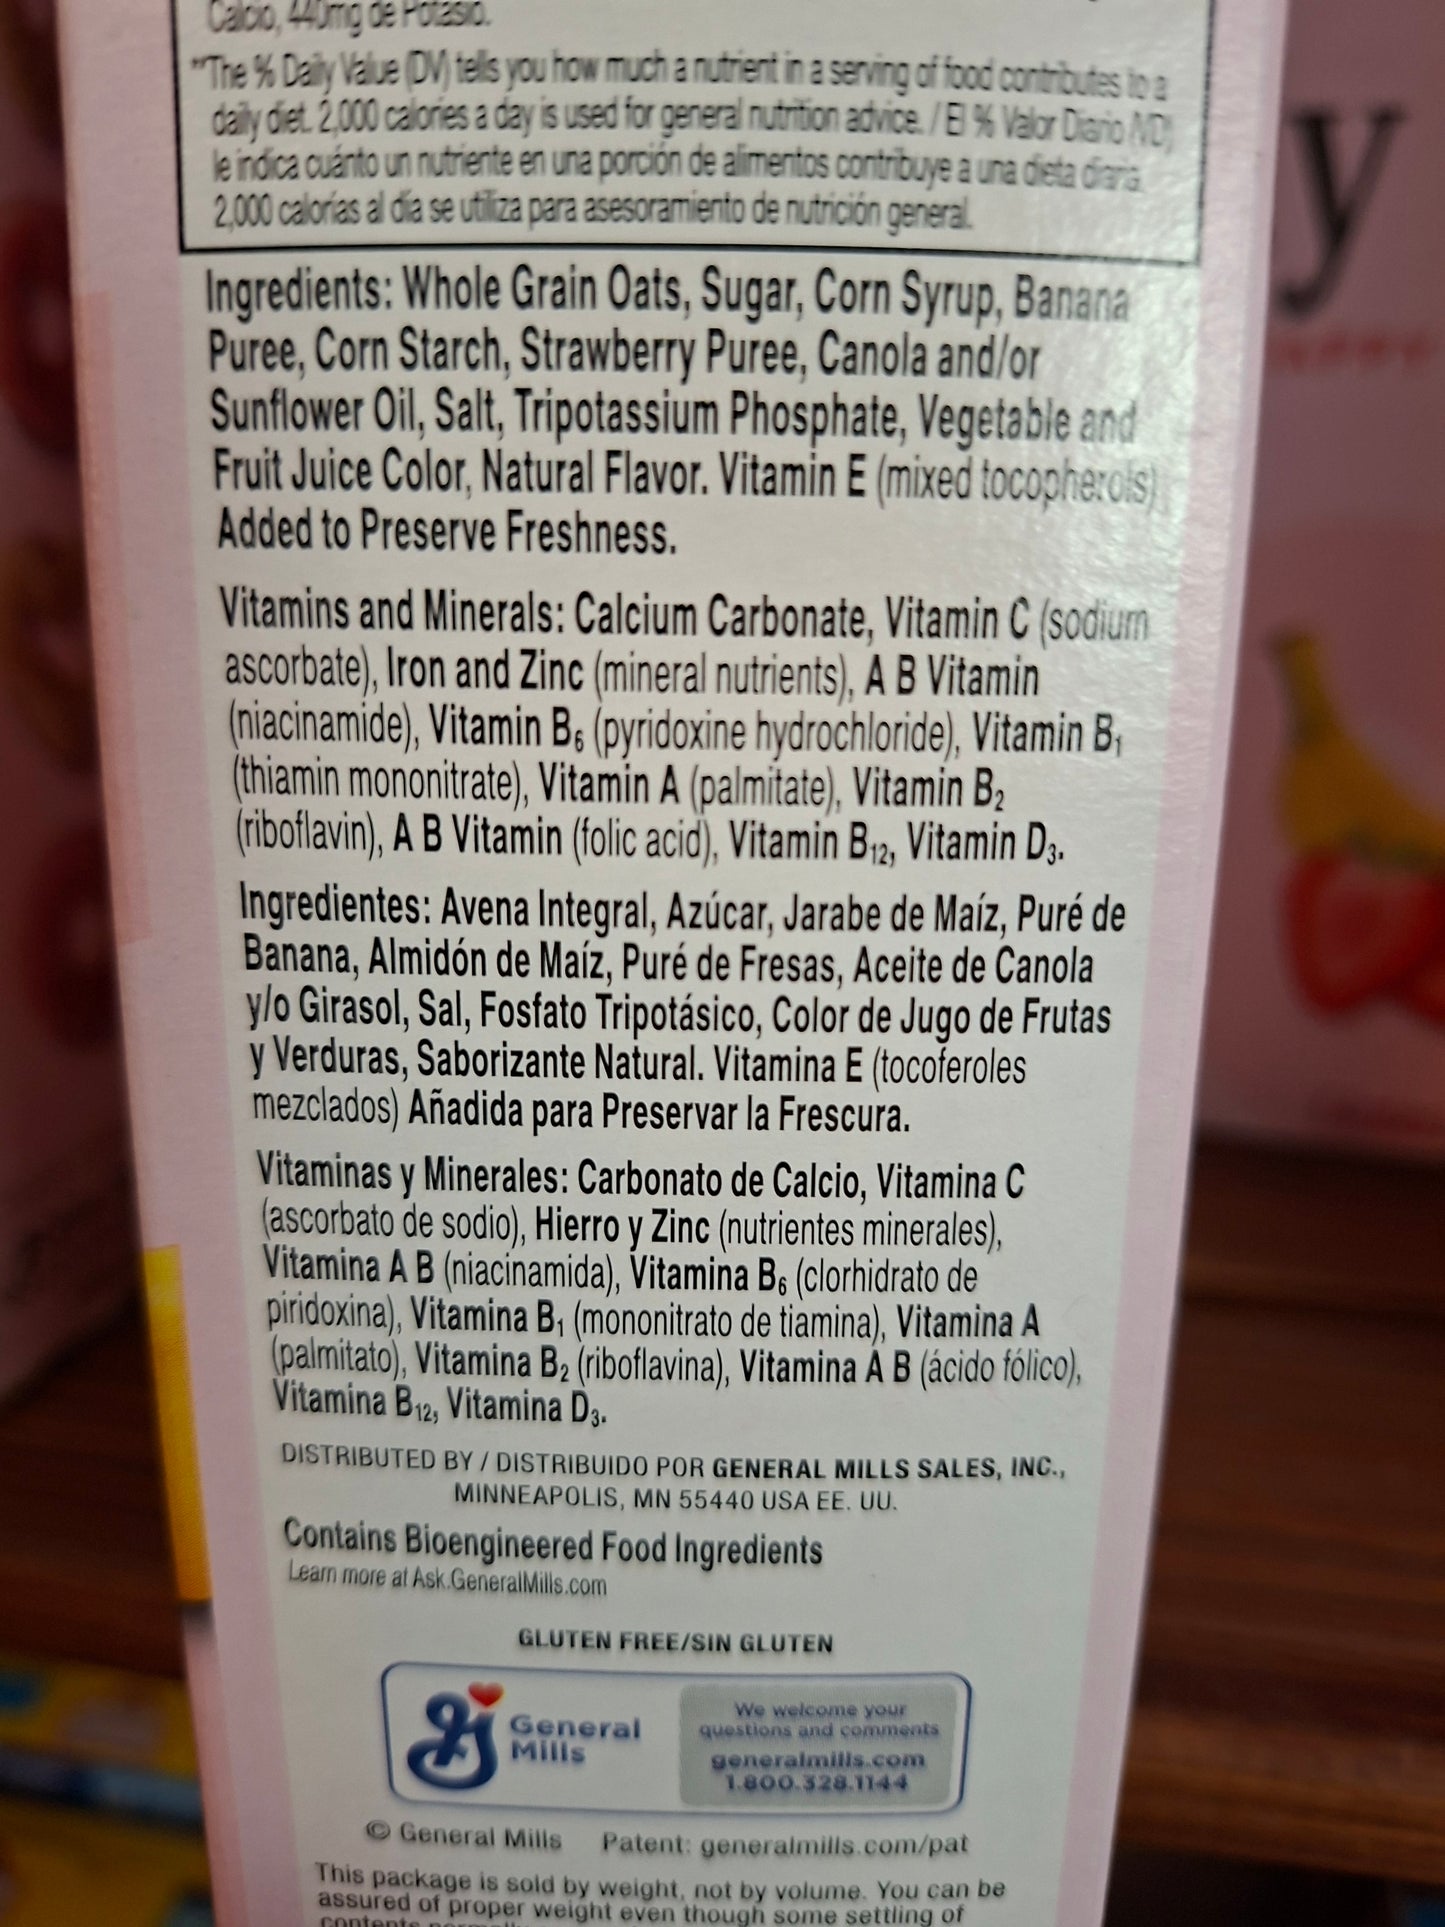 Calcio, 440mg de Potasio.
**The % Daily Value (DV) tells you how much a nutrient in a serving of food contributes to a
daily diet. 2,000 calories a day is used for general nutrition advice. / El % Valor Diario (VD)
le indica cuánto un nutriente en una porción de alimentos contribuye a una dieta diaria.
2,000 calorías al día se utiliza para asesoramiento de nutrición general.
Ingredients: Whole Grain Oats, Sugar, Corn Syrup, Banana
Puree, Corn Starch, Strawberry Puree, Canola and/or
Sunflower Oil, Salt, Tripotassium Phosphate, Vegetable and
Fruit Juice Color, Natural Flavor. Vitamin E (mixed tocopherols)
Added to Preserve Freshness.
Vitamins and Minerals: Calcium Carbonate, Vitamin C (sodium
ascorbate), Iron and Zinc (mineral nutrients), A B Vitamin
(niacinamide), Vitamin B6 (pyridoxine hydrochloride), Vitamin B1
(thiamin mononitrate), Vitamin A (palmitate), Vitamin B2
(riboflavin), A B Vitamin (folic acid), Vitamin B12, Vitamin D3.
Ingredientes: Avena Integral, Azúcar, Jarabe de Maíz, Puré de
Banana, Almidón de Maíz, Puré de Fresas, Aceite de Canola
y/o Girasol, Sal, Fosfato Tripotásico, Color de Jugo de Frutas
y Verduras, Saborizante Natural. Vitamina E (tocoferoles
mezclados) Añadida para Preservar la Frescura.
Vitaminas y Minerales: Carbonato de Calcio, Vitamina C
(ascorbato de sodio), Hierro y Zinc (nutrientes minerales),
Vitamina A B (niacinamida), Vitamina B6 (clorhidrato de
piridoxina), Vitamina B1 (mononitrato de tiamina), Vitamina A
(palmitato), Vitamina B2 (riboflavina), Vitamina A B (ácido fólico),
Vitamina B12, Vitamina D3.
DISTRIBUTED BY / DISTRIBUIDO POR GENERAL MILLS SALES, INC.,
MINNEAPOLIS, MN 55440 USA EE. UU.
Contains Bioengineered Food Ingredients
Learn more at Ask.GeneralMills.com
GLUTEN FREE/SIN GLUTEN
General
Mills
We welcome your
questions and comments
generalmills.com
1.800.328.1144
© General Mills Patent: generalmills.com/pat
This package is sold by weight, not by volume. You can be
assured of proper weight even though some settling of
contents
y